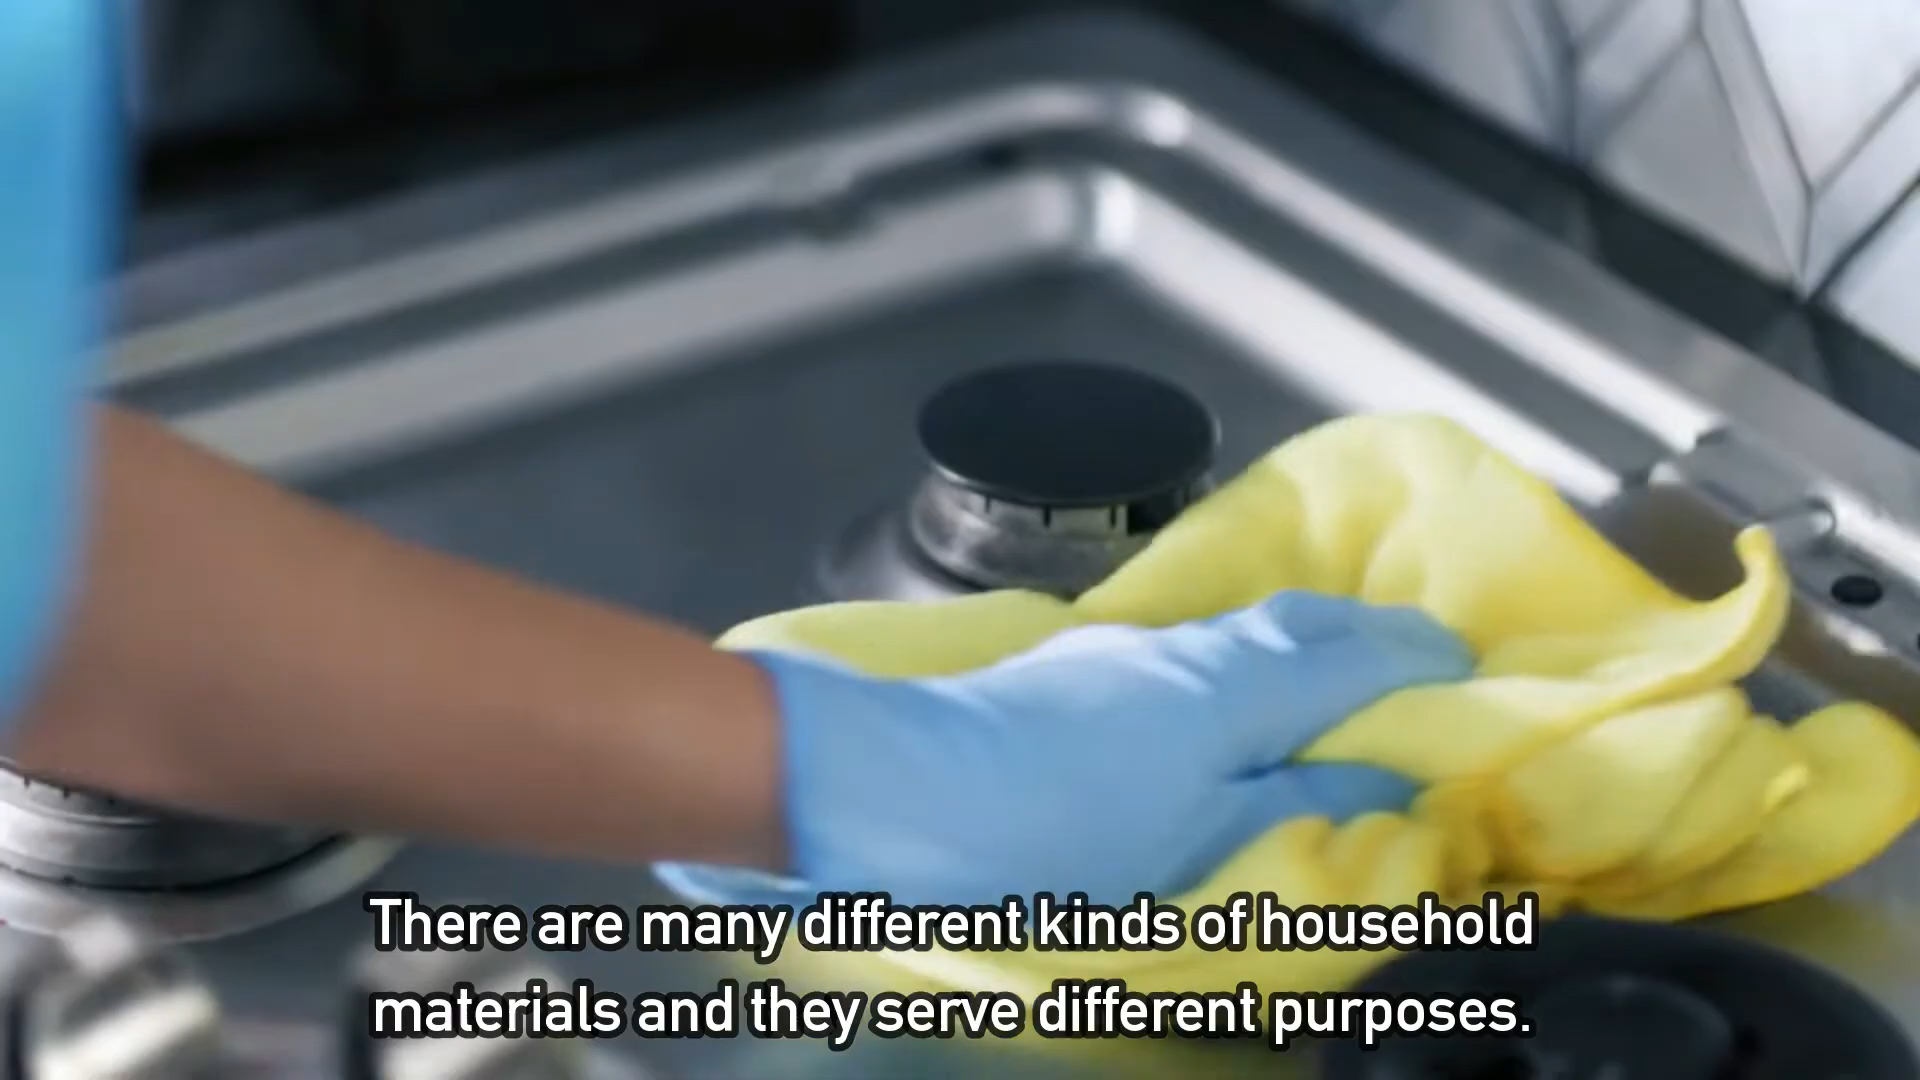 There are many different kinds of household
materials and they serve different purposes.